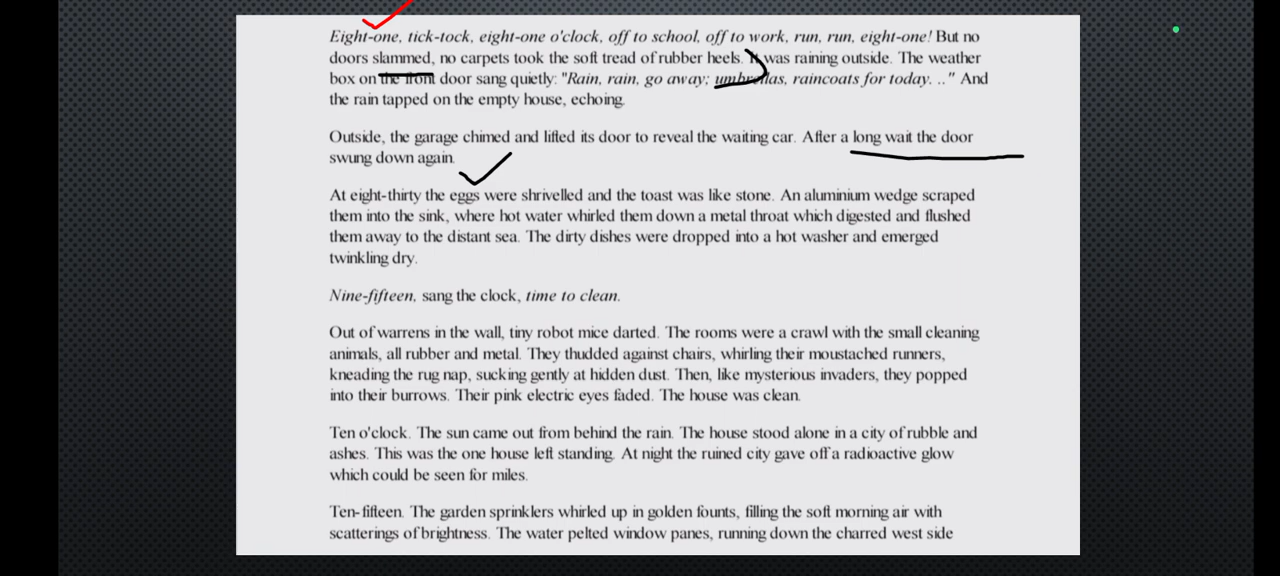 Eight-one, tick-tock, eight-one o'clock, off to school, off to work, run, run, eight-one! But no
doors slammed, no carpets took the soft tread of rubber heels. It was raining outside. The weather
box on the front door sang quietly: "Rain, rain, go away; umbrellas, raincoats for today. .." And
the rain tapped on the empty house, echoing.
Outside, the garage chimed and lifted its door to reveal the waiting car. After a long wait the door
swung down again.
At eight-thirty the eggs were shrivelled and the toast was like stone. An aluminium wedge scraped
them into the sink, where hot water whirled them down a metal throat which digested and flushed
them away to the distant sea. The dirty dishes were dropped into a hot washer and emerged
twinkling dry.
Nine-fifteen, sang the clock, time to clean.
Out of warrens in the wall, tiny robot mice darted. The rooms were a crawl with the small cleaning
animals, all rubber and metal. They thudded against chairs, whirling their moustached runners,
kneading the rug nap, sucking gently at hidden dust. Then, like mysterious invaders, they popped
into their burrows. Their pink electric eyes faded. The house was clean.
Ten o'clock. The sun came out from behind the rain. The house stood alone in a city of rubble and
ashes. This was the one house left standing. At night the ruined city gave off a radioactive glow
which could be seen for miles.
Ten-fifteen. The garden sprinklers whirled up in golden founts, filling the soft morning air with
scatterings of brightness. The water pelted window panes, running down the charred west side